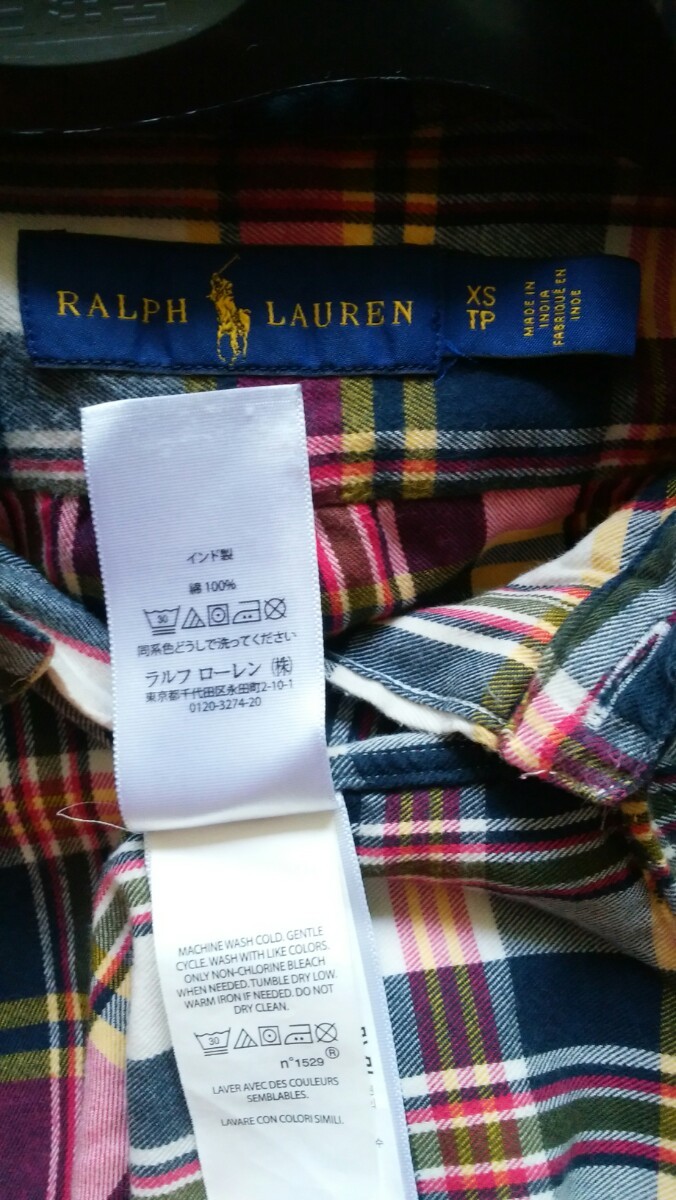 RALPH LAUREN
XS
TP
MADE IN
INDIA
FABRIQUÉ EN
INDE
インド製
綿 100%
30
同系色どうしで洗ってください
ラルフ ローレン (株)
東京都千代田区永田町2-10-1
0120-3274-20
MACHINE WASH COLD. GENTLE
CYCLE. WASH WITH LIKE COLORS.
ONLY NON-CHLORINE BLEACH
WHEN NEEDED. TUMBLE DRY LOW.
WARM IRON IF NEEDED. DO NOT
DRY CLEAN.
30
n°1529 ®
LAVER AVEC DES COULEURS
SEMBLABLES.
LAVARE CON COLORI SIMILI.